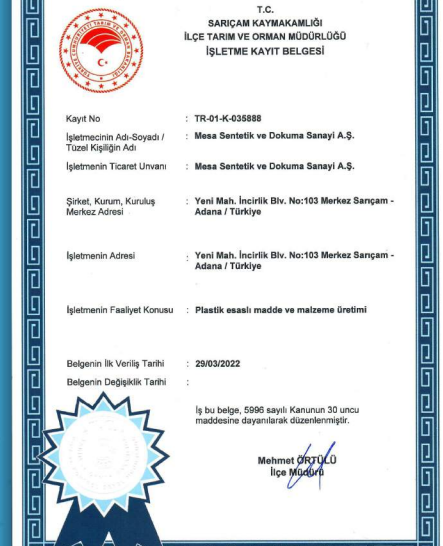 T.C.
SARIÇAM KAYMAKAMLIĞI
İLÇE TARIM VE ORMAN MÜDÜRLÜĞÜ
İŞLETME KAYIT BELGESİ
Kayıt No : TR-01-K-035888
İşletmecinin Adı-Soyadı / : Mesa Sentetik ve Dokuma Sanayi A.Ş.
Tüzel Kişiliğin Adı
İşletmenin Ticaret Unvanı : Mesa Sentetik ve Dokuma Sanayi A.Ş.
Şirket, Kurum, Kuruluş : Yeni Mah. İncirlik Blv. No:103 Merkez Sarıçam -
Merkez Adresi Adana / Türkiye
İşletmenin Adresi : Yeni Mah. İncirlik Blv. No:103 Merkez Sarıçam -
Adana / Türkiye
İşletmenin Faaliyet Konusu : Plastik esaslı madde ve malzeme üretimi
Belgenin İlk Veriliş Tarihi : 29/03/2022
Belgenin Değişiklik Tarihi :
İş bu belge, 5996 sayılı Kanunun 30 uncu
maddesine dayanılarak düzenlenmiştir.
Mehmet ÖRTÜLÜ
İlçe Müdürü